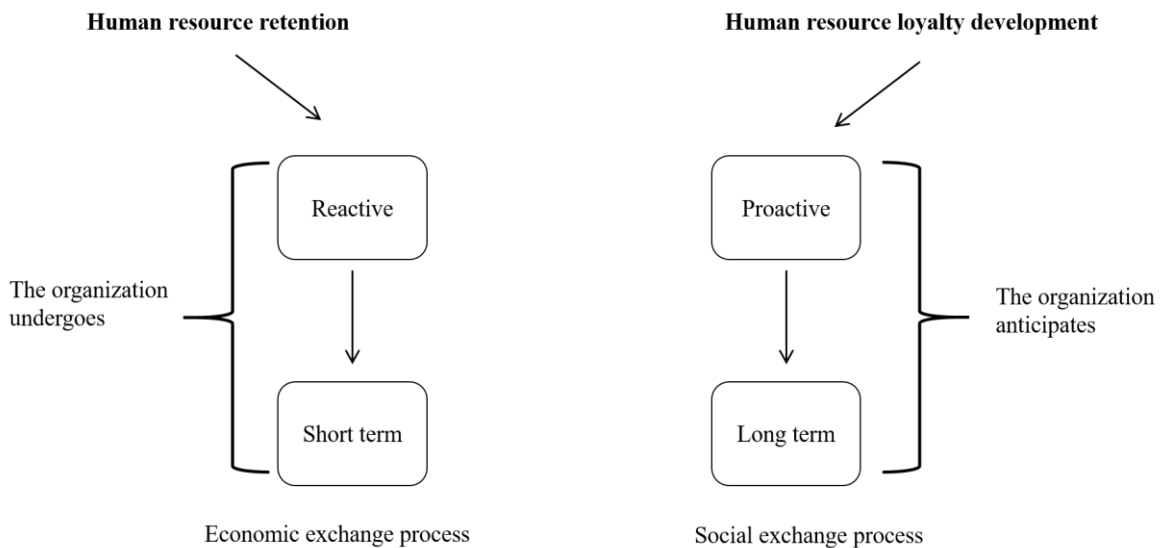 Human resource retention
Human resource loyalty development
Reactive
Proactive
The organization
undergoes
The organization
anticipates
Short term
Long term
Economic exchange process
Social exchange process